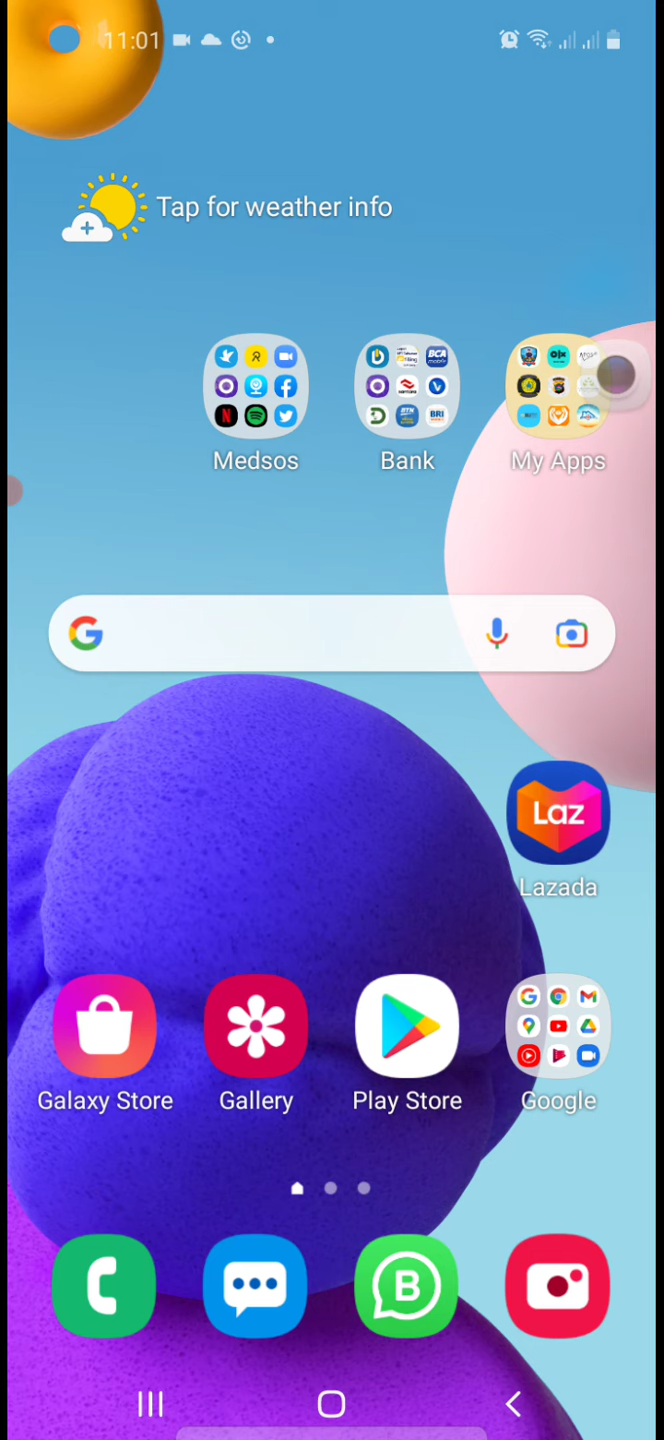 11:01
Tap for weather info
Medsos
Bank
My Apps
Laz
Lazada
Galaxy Store
Gallery
Play Store
Google